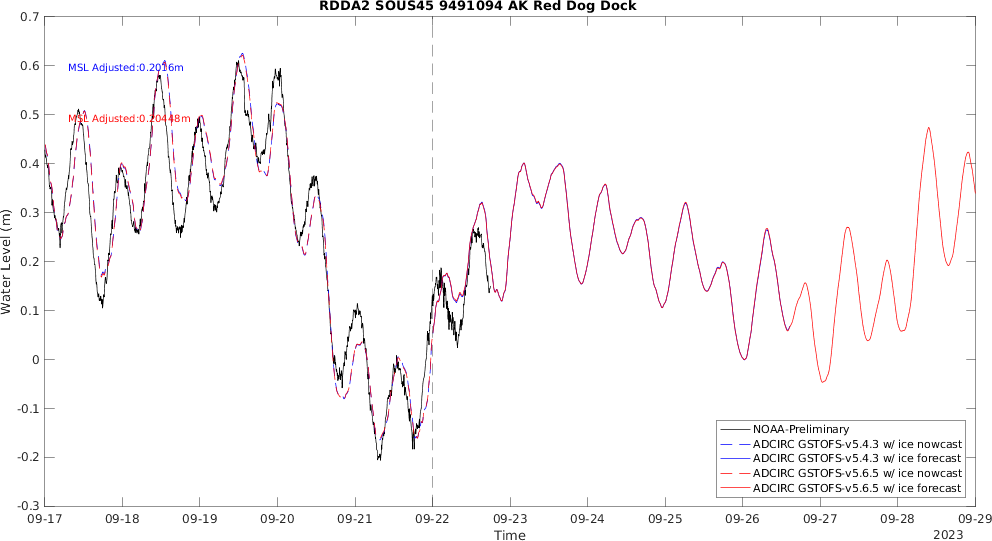 RDDA2 SOUS45 9491094 AK Red Dog Dock
0.7
0.6
0.5
0.4
0.3
0.2
0.1
0
-0.1
-0.2
-0.3
Water Level (m)
MSL Adjusted:0.2016m
MSL Adjusted:0.20448m
NOAA-Preliminary
ADCIRC GSTOFS-v5.4.3 w/ ice nowcast
ADCIRC GSTOFS-v5.4.3 w/ ice forecast
ADCIRC GSTOFS-v5.6.5 w/ ice nowcast
ADCIRC GSTOFS-v5.6.5 w/ ice forecast
09-17 09-18 09-19 09-20 09-21 09-22 09-23 09-24 09-25 09-26 09-27 09-28 09-29
Time
2023